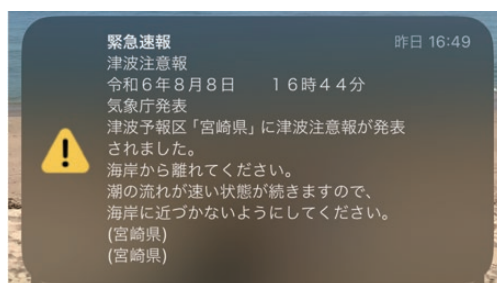 緊急速報
昨日 16:49
津波注意報
令和6年8月8日　　16時44分
気象庁発表
津波予報区「宮崎県」に津波注意報が発表
されました。
海岸から離れてください。
潮の流れが速い状態が続きますので、
海岸に近づかないようにしてください。
(宮崎県)
(宮崎県)